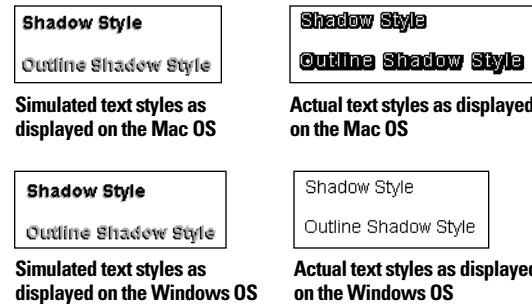 Shadow Style
Outline Shadow Style
Simulated text styles as
displayed on the Mac OS
Shadow Style
Outline Shadow Style
Actual text styles as displayed
on the Mac OS
Shadow Style
Outline Shadow Style
Simulated text styles as
displayed on the Windows OS
Shadow Style
Outline Shadow Style
Actual text styles as displayed
on the Windows OS